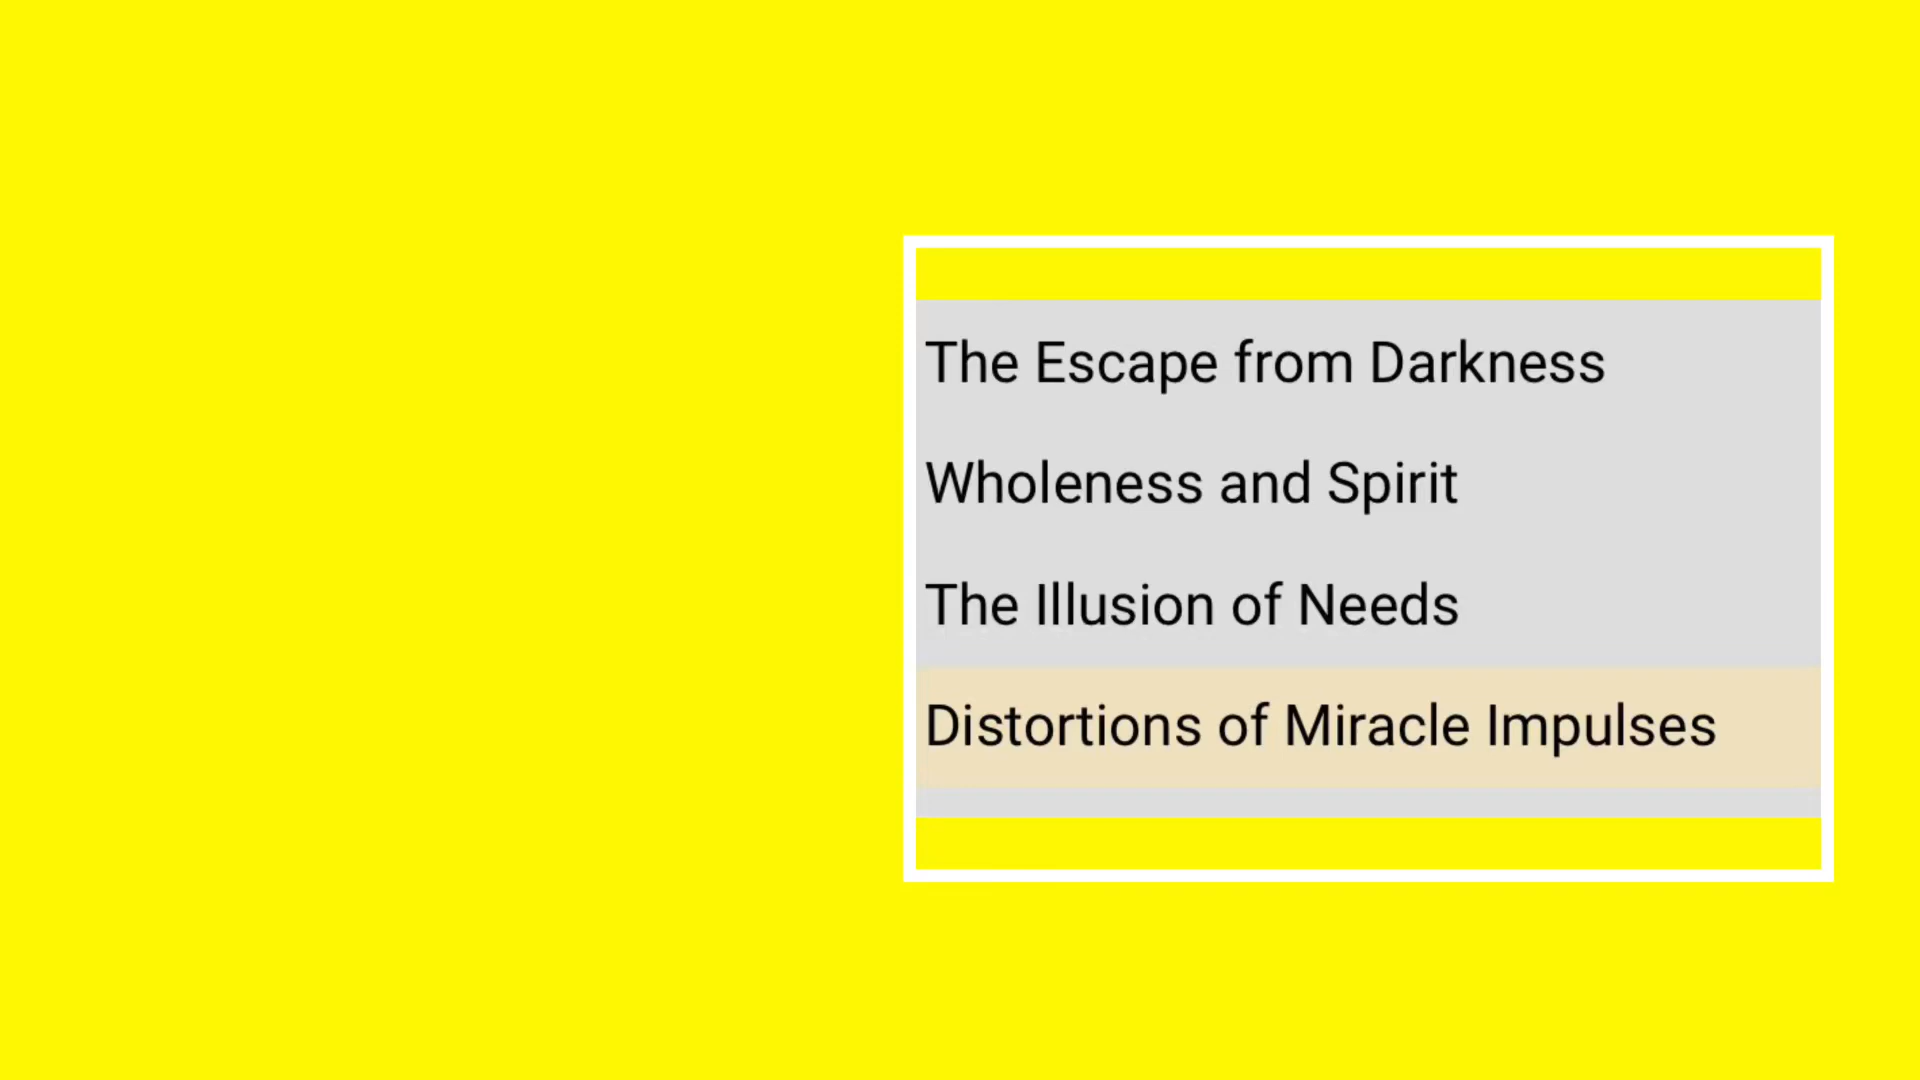 The Escape from Darkness
Wholeness and Spirit
The Illusion of Needs
Distortions of Miracle Impulses